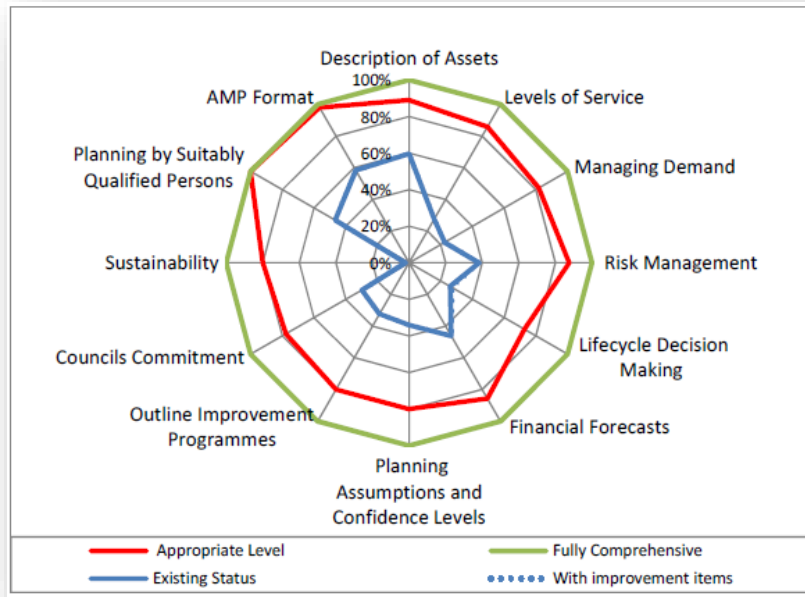 Description of Assets
100%
AMP Format
Levels of Service
80%
Planning by Suitably
Qualified Persons
60%
Managing Demand
40%
20%
Sustainability
0%
Risk Management
Councils Commitment
Lifecycle Decision
Making
Outline Improvement
Programmes
Financial Forecasts
Planning
Assumptions and
Confidence Levels
Appropriate Level
Fully Comprehensive
Existing Status
With improvement items